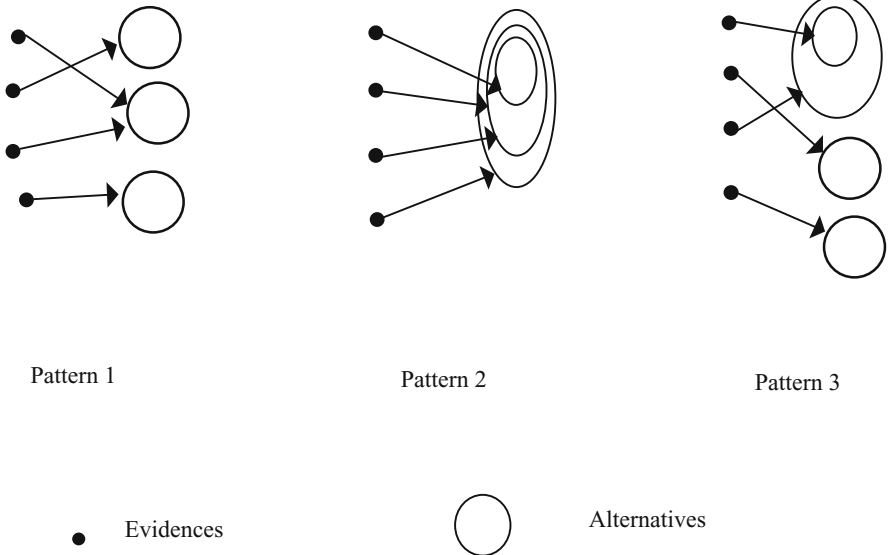 Pattern 1
Pattern 2
Pattern 3
Evidences
Alternatives